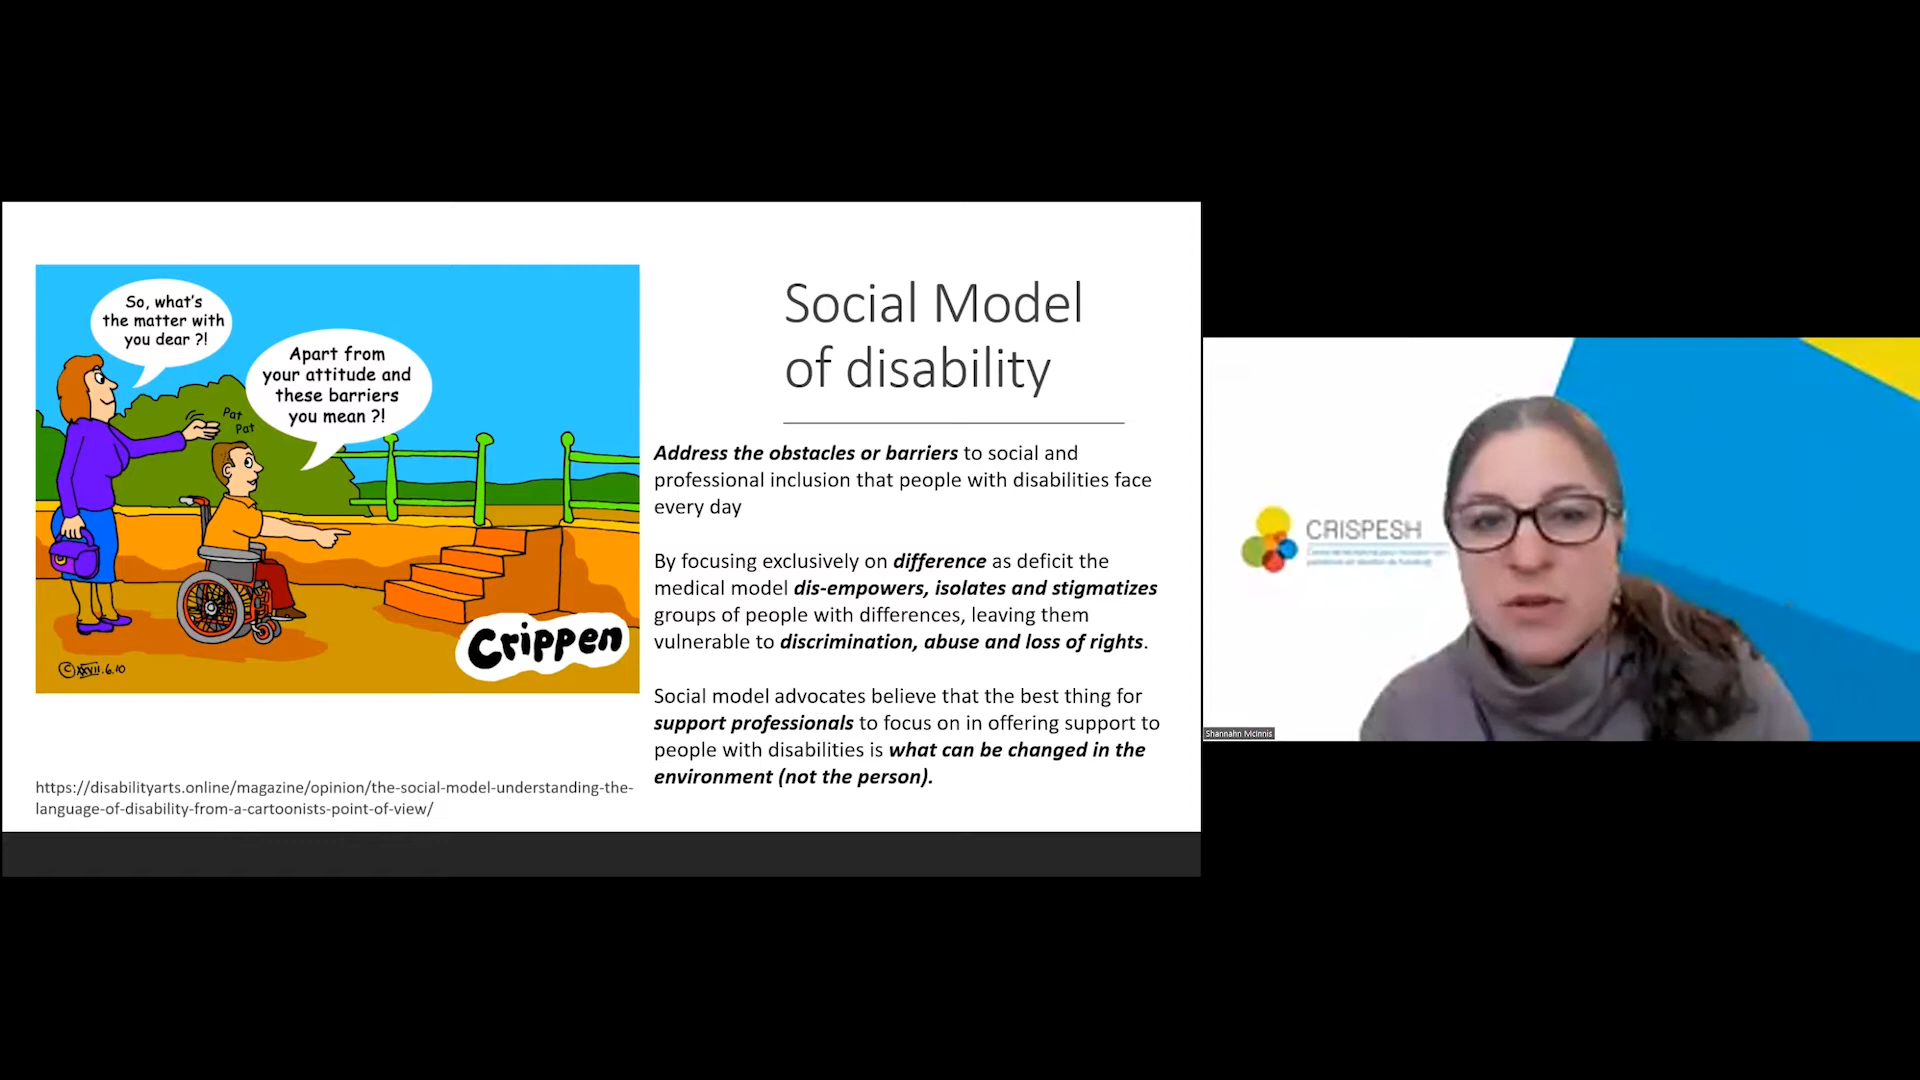 So, what's
the matter with
you dear ?!
Apart from
your attitude and
these barriers
you mean ?!
Pat
Pat
Crippen
Social Model
of disability
Address the obstacles or barriers to social and
professional inclusion that people with disabilities face
every day
By focusing exclusively on difference as deficit the
medical model dis-empowers, isolates and stigmatizes
groups of people with differences, leaving them
vulnerable to discrimination, abuse and loss of rights.
Social model advocates believe that the best thing for
support professionals to focus on in offering support to
people with disabilities is what can be changed in the
environment (not the person).
https://disabilityarts.online/magazine/opinion/the-social-model-understanding-the-
language-of-disability-from-a-cartoonists-point-of-view/
CRISPESH
Shannahn McInnis